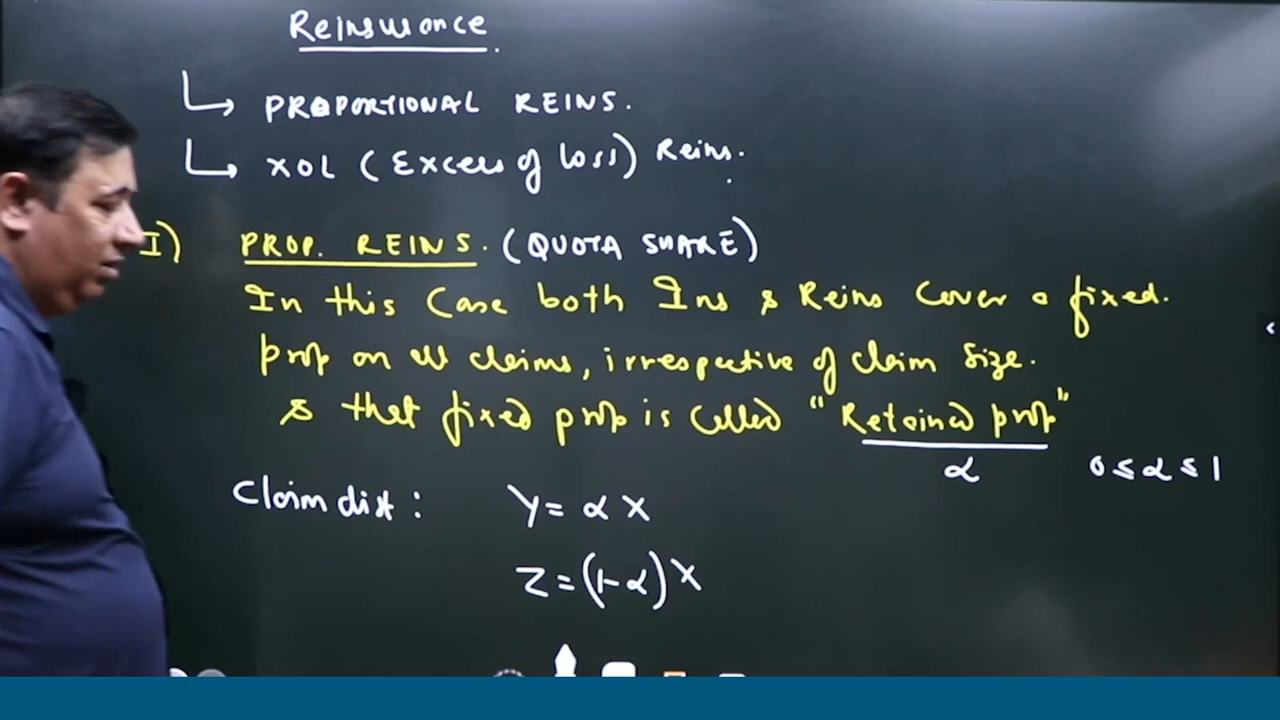 Reinsurance
PROPORTIONAL REINS.
XOL (Excess of loss) Reins.
I) PROP. REINS. (QUOTA SHARE)
In this case both Ins & Reins cover a fixed.
prop on all claims, irrespective of claim size.
& that fixed prop is called "Retained prop"
α 0 ≤ α ≤ 1
Claim dist : Y = α X
Z = (1-α) X